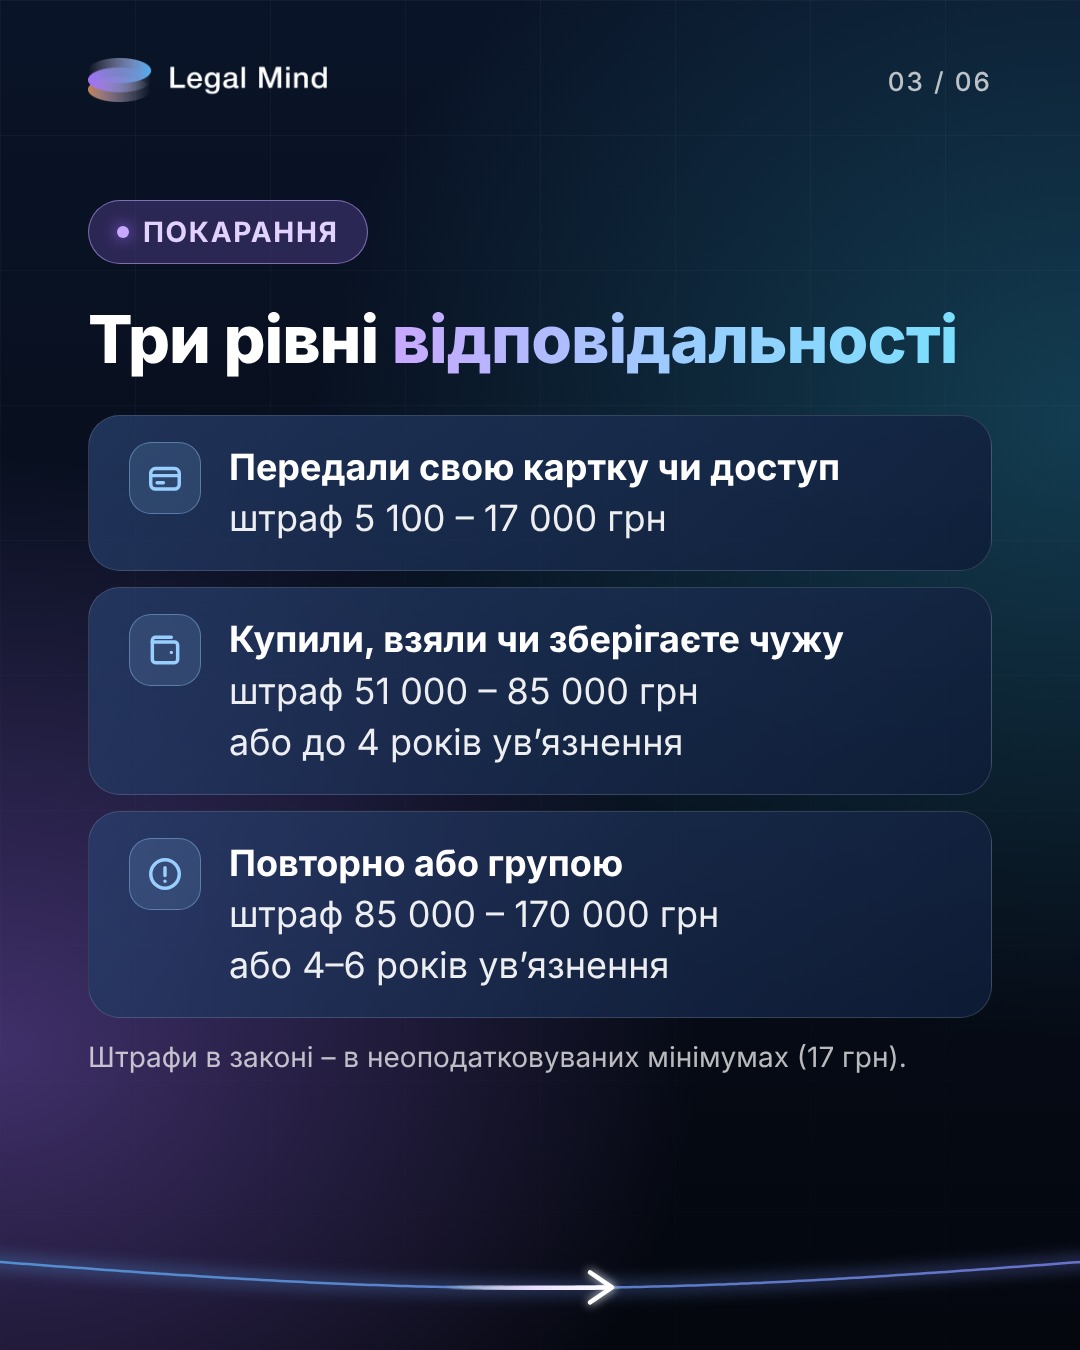 Legal Mind
03 / 06
ПОКАРАННЯ
Три рівні відповідальності
Передали свою картку чи доступ
штраф 5 100 – 17 000 грн
Купили, взяли чи зберігаєте чужу
штраф 51 000 – 85 000 грн
або до 4 років ув’язнення
Повторно або групою
штраф 85 000 – 170 000 грн
або 4–6 років ув’язнення
Штрафи в законі – в неоподатковуваних мінімумах (17 грн).